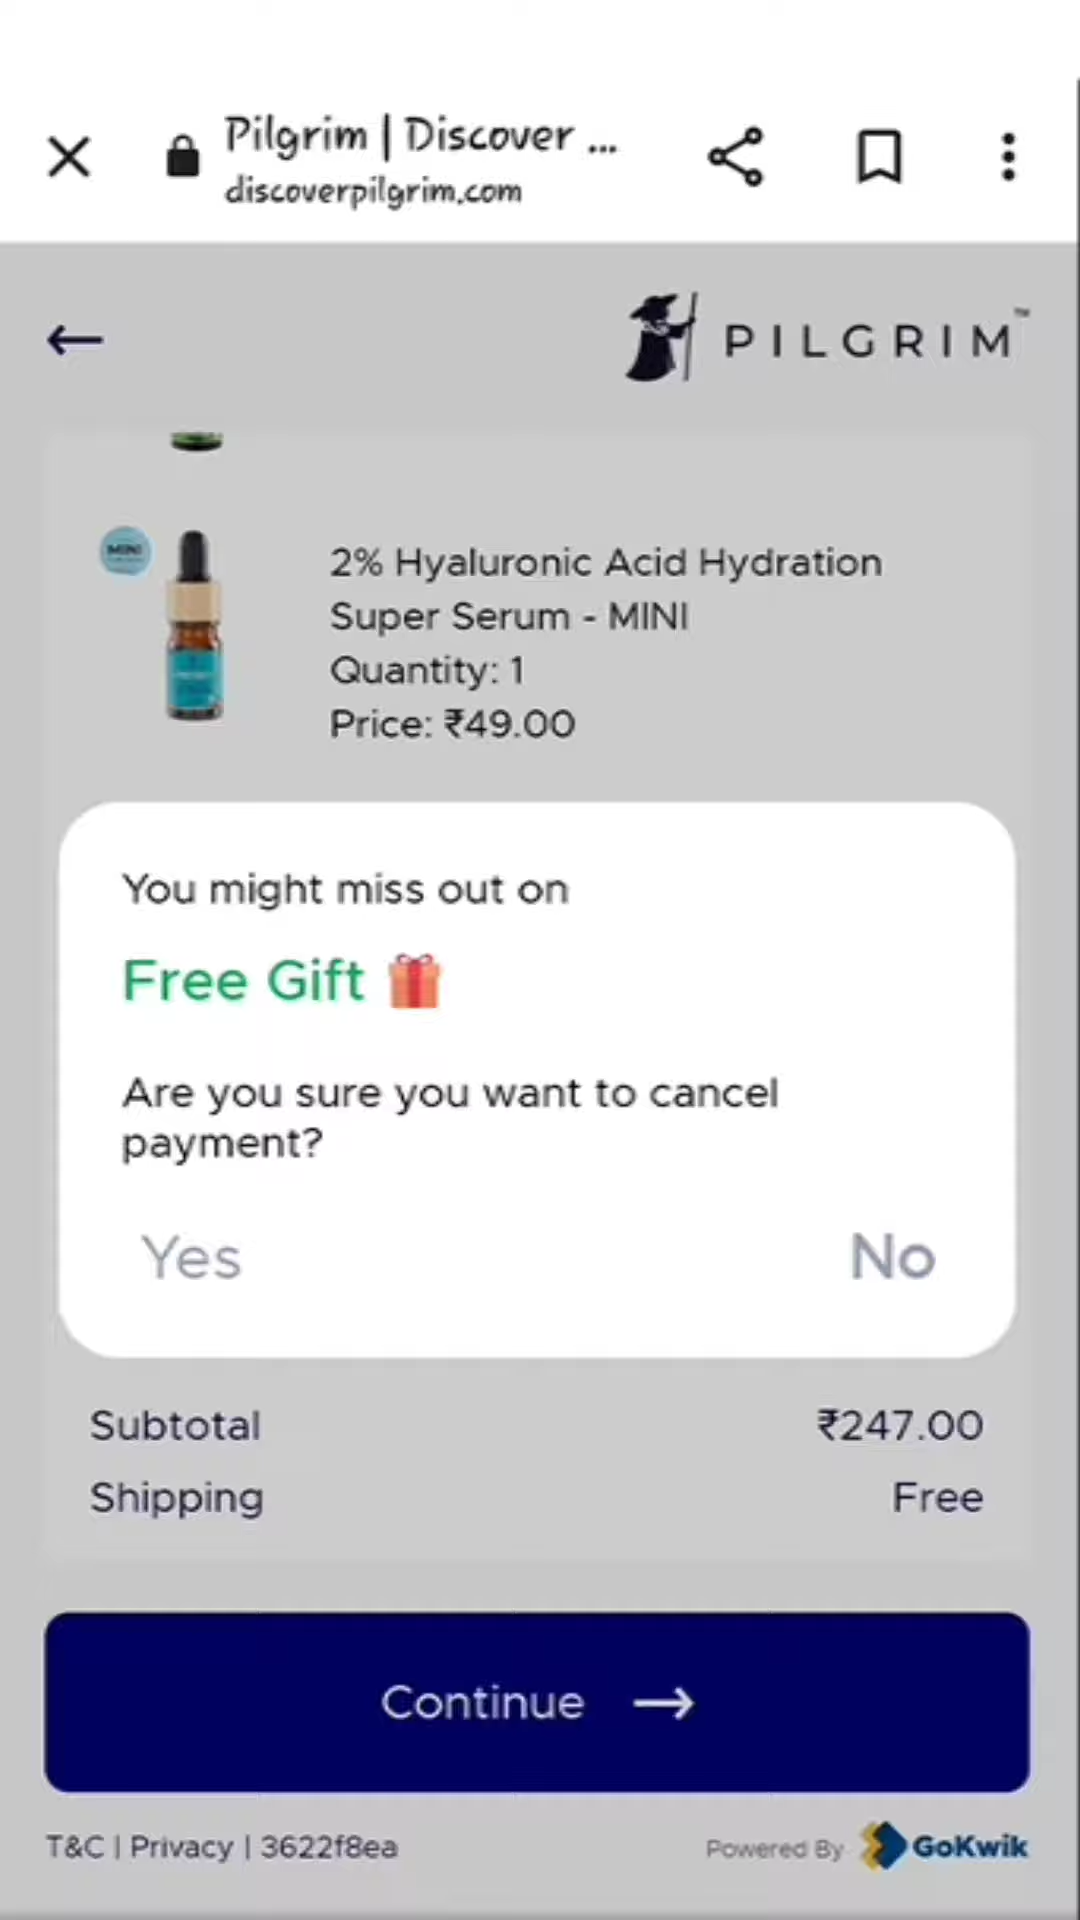 Pilgrim | Discover ...
discoverpilgrim.com
PILGRIM™
MINI
2% Hyaluronic Acid Hydration
Super Serum - MINI
Quantity: 1
Price: ₹49.00
You might miss out on
Free Gift
Are you sure you want to cancel
payment?
Yes
No
Subtotal ₹247.00
Shipping Free
Continue →
T&C | Privacy | 3622f8ea
Powered By GoKwik